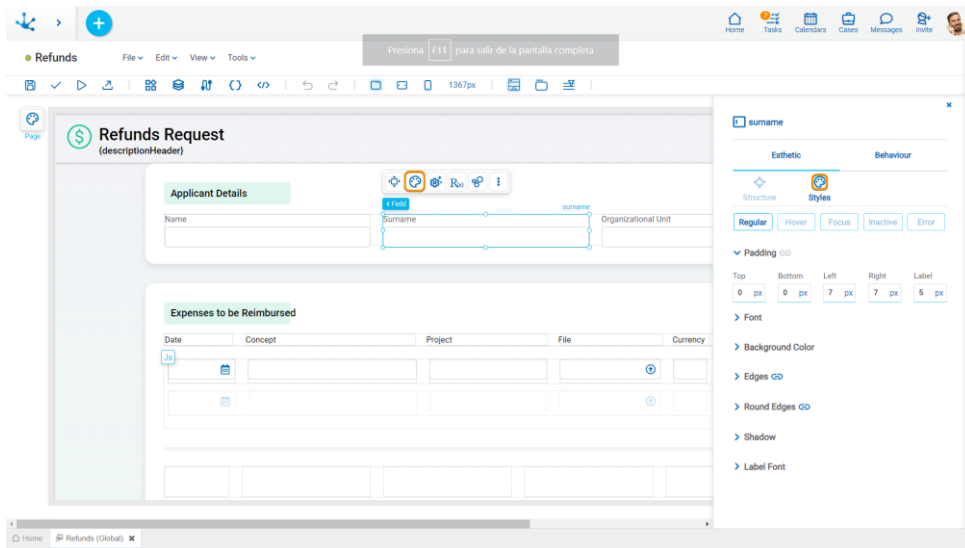 7
Home Tasks Calendars Cases Messages Invite
Presiona F11 para salir de la pantalla completa
Refunds File Edit View Tools
1367px
Page
Refunds Request
{descriptionHeader}
surname
Esthetic Behaviour
Structure Styles
Applicant Details
Field
surname
Name Surname Organizational Unit
Regular Hover Focus Inactive Error
Padding
Top Bottom Left Right Label
0 px 0 px 7 px 7 px 5 px
Font
Background Color
Edges
Round Edges
Shadow
Label Font
Expenses to be Reimbursed
Date Concept Project File Currency
Js
Home Refunds (Global)